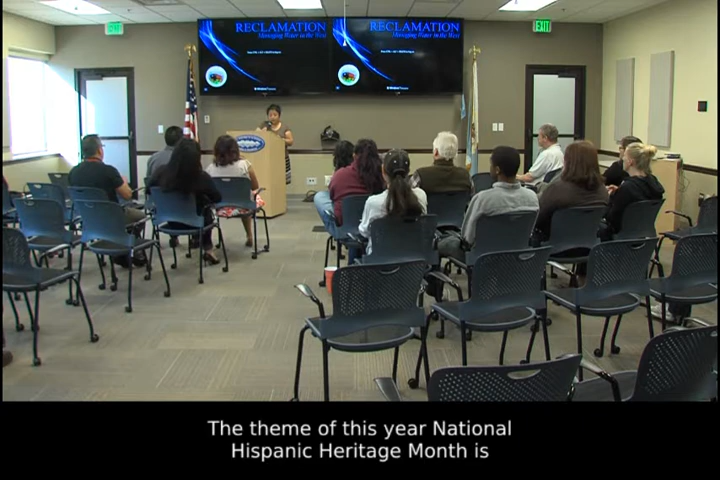 EXIT
RECLAMATION
Managing Water in the West
RECLAMATION
Managing Water in the West
EXIT
The theme of this year National
Hispanic Heritage Month is